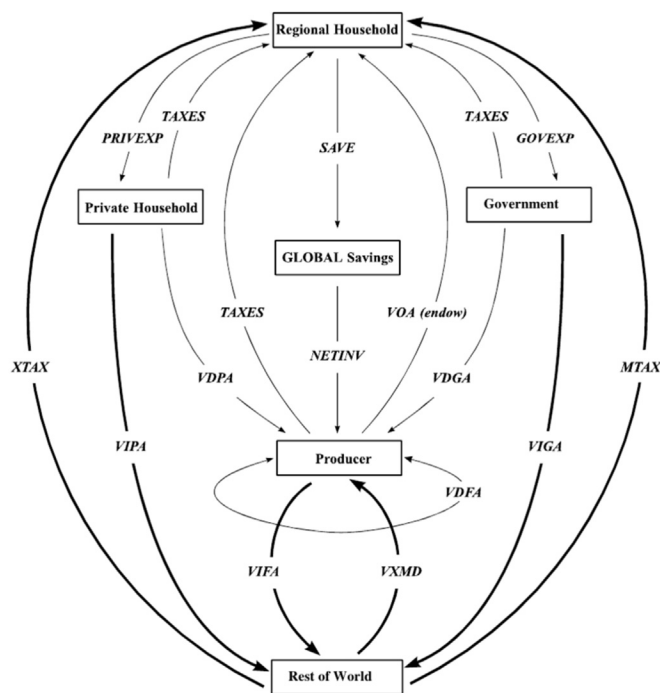 Regional Household
TAXES
TAXES
PRIVEXP
GOVEXP
SAVE
Private Household
Government
GLOBAL Savings
TAXES
VOA (endow)
NETINV
XTAX
MTAX
VDPA
VDGA
VIPA
VIGA
Producer
VDFA
VIFA
VXMD
Rest of World